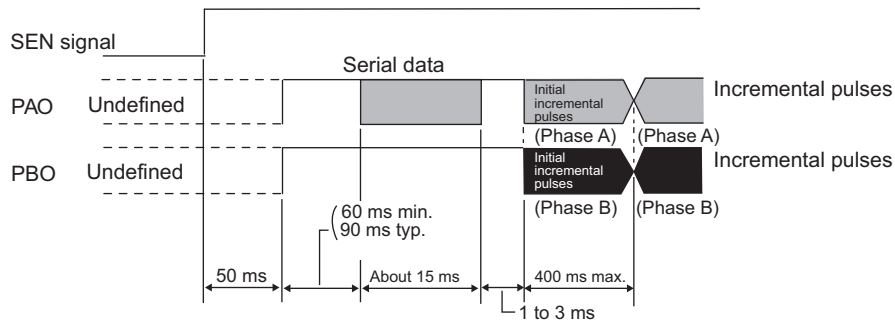 SEN signal
Serial data
PAO
Undefined
Initial
incremental
pulses
(Phase A)
(Phase A)
Incremental pulses
PBO
Undefined
Initial
incremental
pulses
(Phase B)
(Phase B)
Incremental pulses
60 ms min.
90 ms typ.
50 ms
About 15 ms
400 ms max.
1 to 3 ms